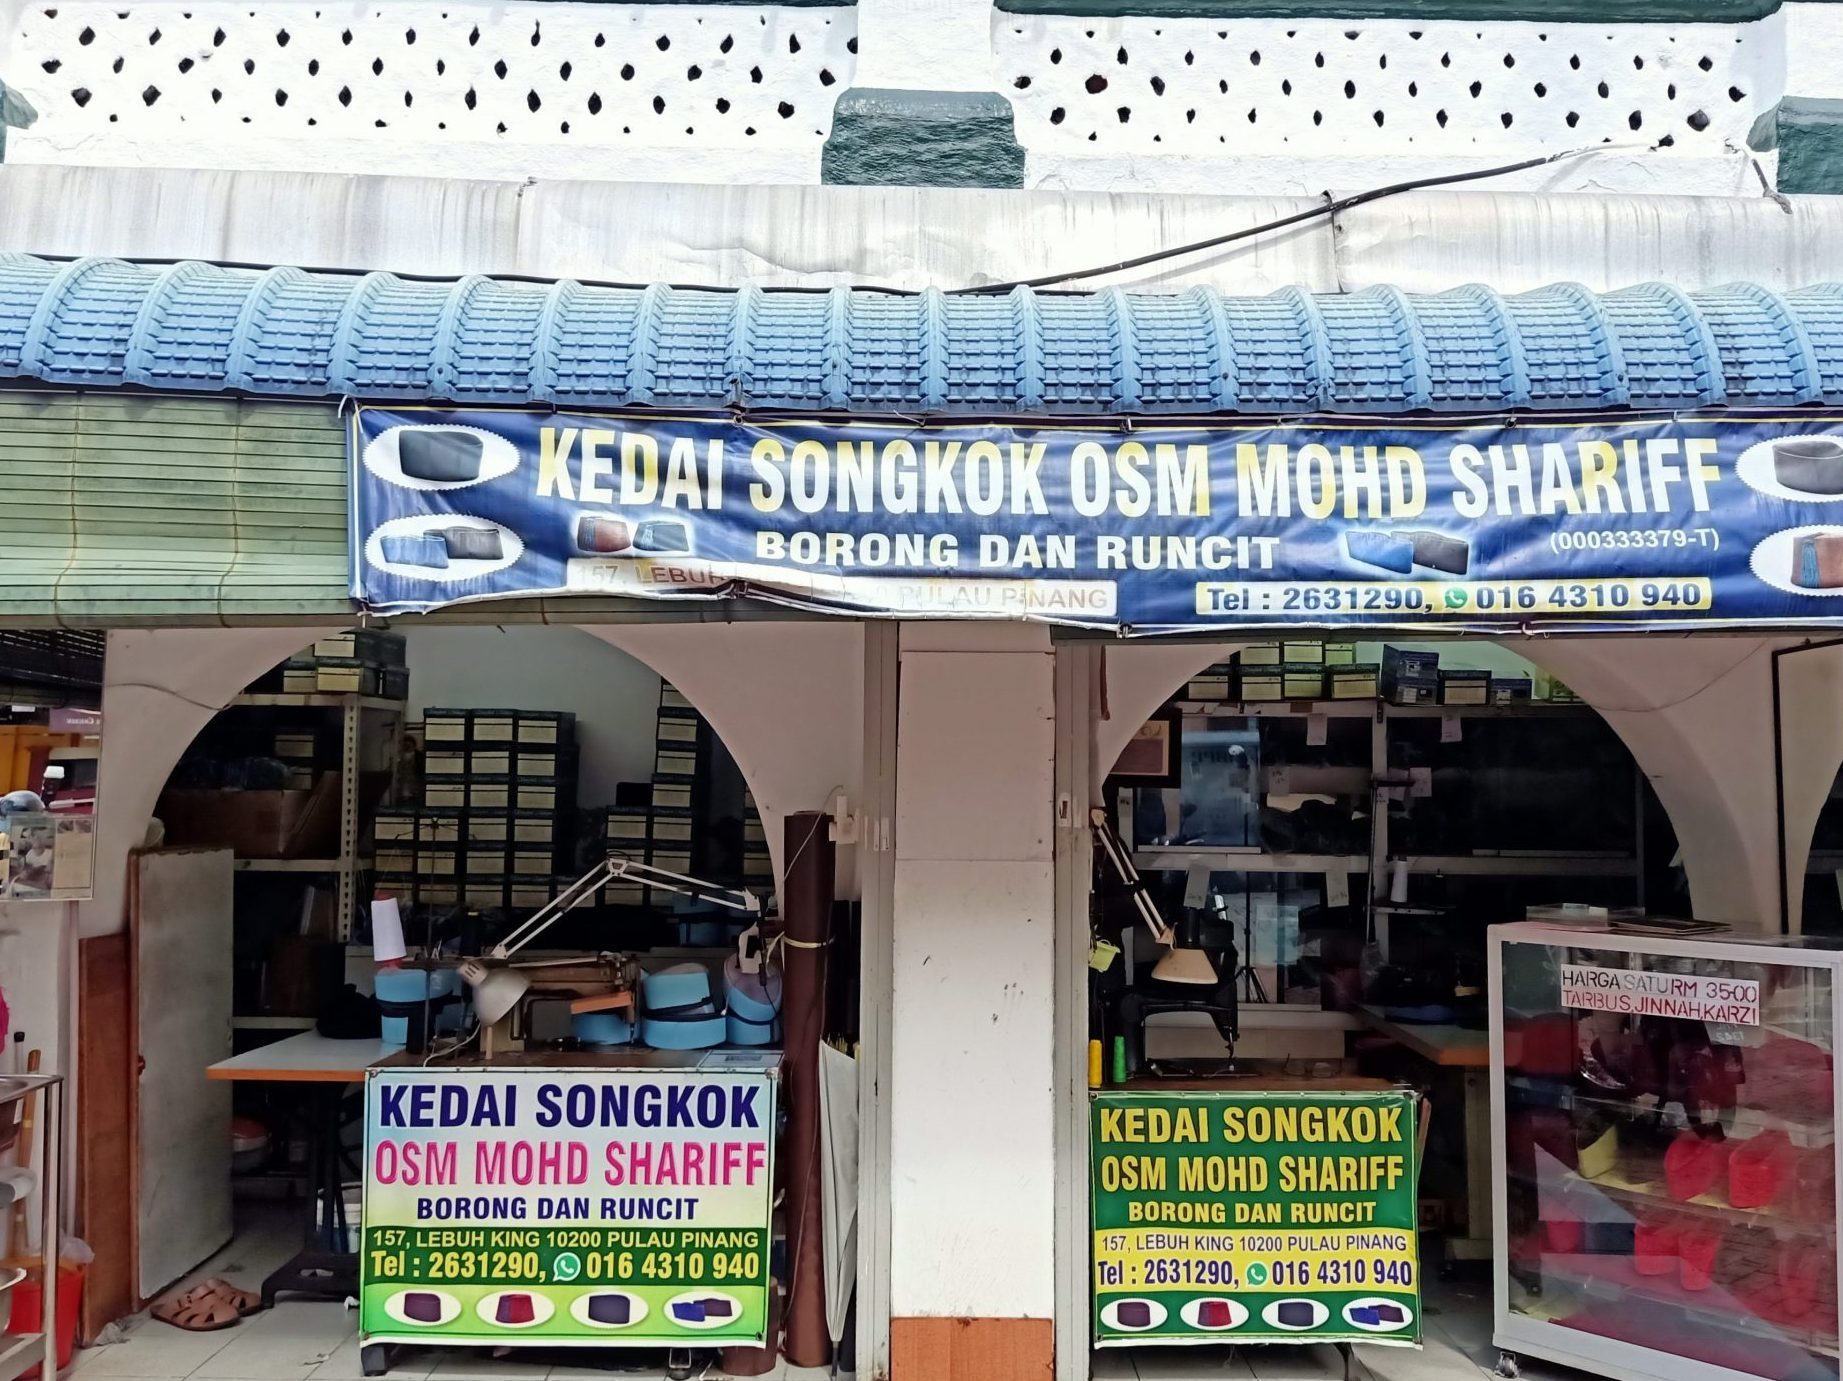 KEDAI SONGKOK OSM MOHD SHARIFF
BORONG DAN RUNCIT
(000333379-T)
157, LEBUH
PULAU PINANG
Tel : 2631290, 016 4310 940
HARGA SATU RM 35-00
TARBUS, JINNAH, KARZI
KEDAI SONGKOK
OSM MOHD SHARIFF
BORONG DAN RUNCIT
157, LEBUH KING 10200 PULAU PINANG
Tel : 2631290, 016 4310 940
KEDAI SONGKOK
OSM MOHD SHARIFF
BORONG DAN RUNCIT
157, LEBUH KING 10200 PULAU PINANG
Tel : 2631290, 016 4310 940